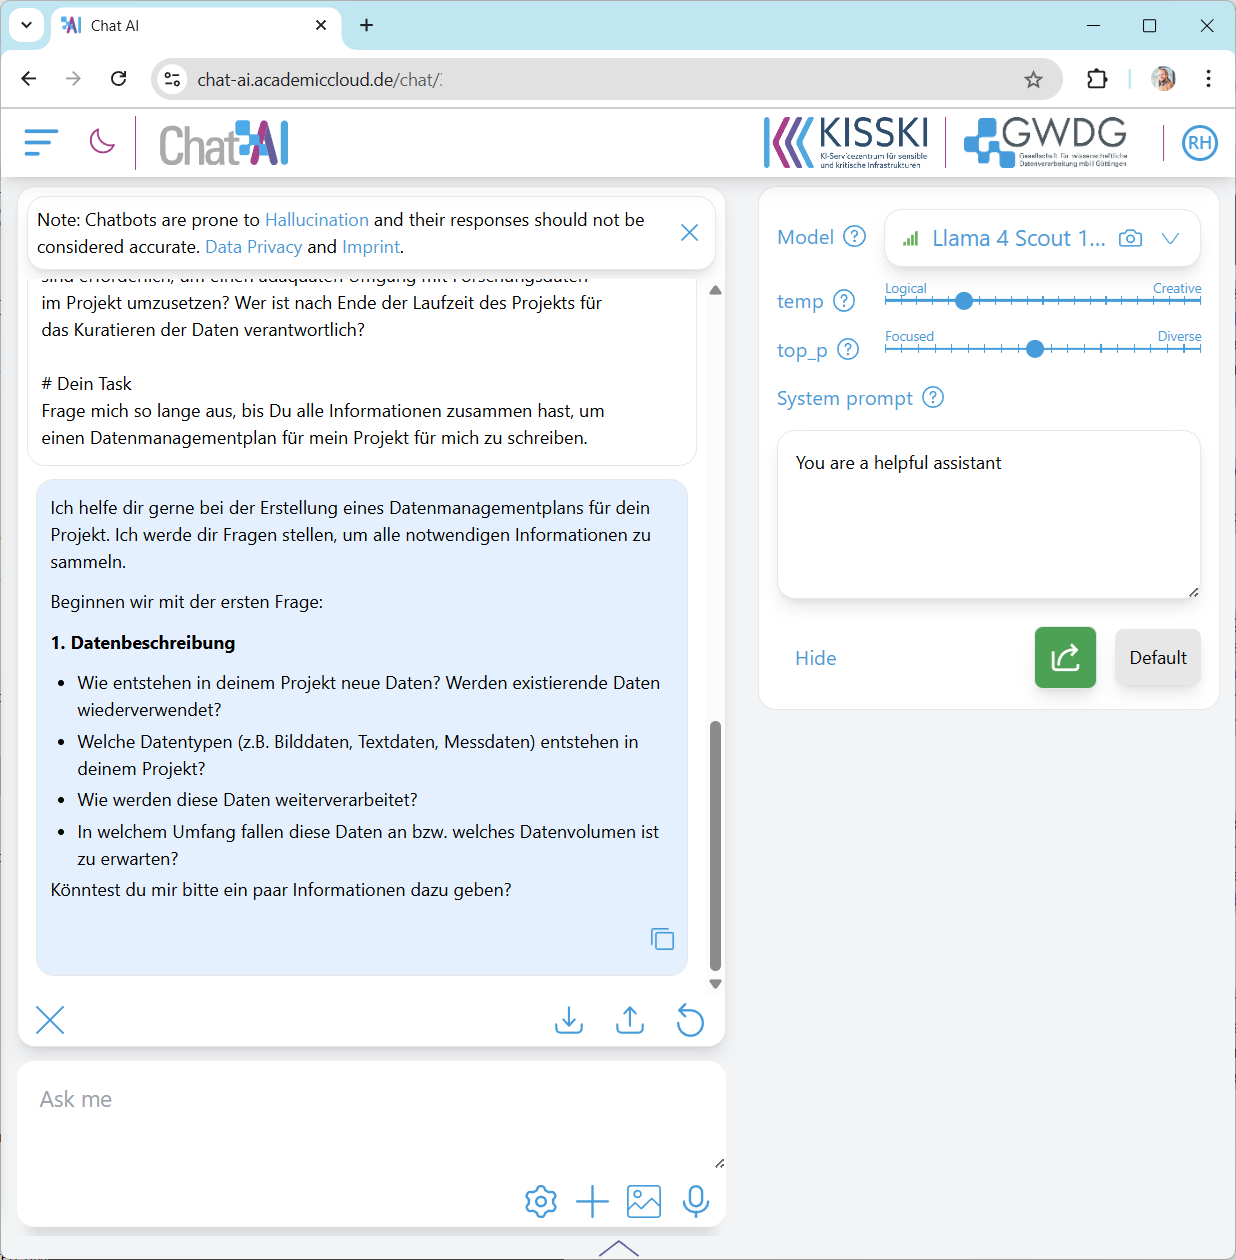 Chat AI
chat-ai.academiccloud.de/chat/
Chat AI
KISSKI
KI-Servicezentrum für sensible
und kritische Infrastrukturen
GWDG
Gesellschaft für wissenschaftliche
Datenverarbeitung mbH Göttingen
RH
Note: Chatbots are prone to Hallucination and their responses should not be
considered accurate. Data Privacy and Imprint.
sind erforderlich, um einen adäquaten Umgang mit Forschungsdaten
im Projekt umzusetzen? Wer ist nach Ende der Laufzeit des Projekts für
das Kuratieren der Daten verantwortlich?
# Dein Task
Frage mich so lange aus, bis Du alle Informationen zusammen hast, um
einen Datenmanagementplan für mein Projekt für mich zu schreiben.
Ich helfe dir gerne bei der Erstellung eines Datenmanagementplans für dein
Projekt. Ich werde dir Fragen stellen, um alle notwendigen Informationen zu
sammeln.
Beginnen wir mit der ersten Frage:
1. Datenbeschreibung
• Wie entstehen in deinem Projekt neue Daten? Werden existierende Daten
wiederverwendet?
• Welche Datentypen (z.B. Bilddaten, Textdaten, Messdaten) entstehen in
deinem Projekt?
• Wie werden diese Daten weiterverarbeitet?
• In welchem Umfang fallen diese Daten an bzw. welches Datenvolumen ist
zu erwarten?
Könntest du mir bitte ein paar Informationen dazu geben?
Ask me
Model
Llama 4 Scout 1...
temp
Logical
Creative
top_p
Focused
Diverse
System prompt
You are a helpful assistant
Hide
Default